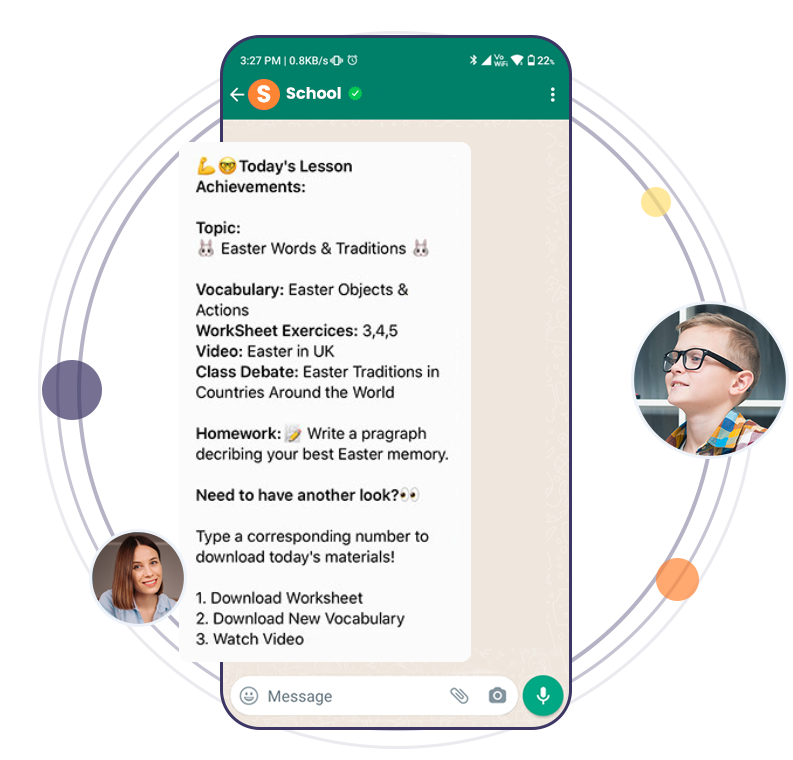 3:27 PM | 0.8KB/s
Vo
WiFi
22%
S School
💪🤓Today's Lesson
Achievements:
Topic:
🐰 Easter Words & Traditions 🐰
Vocabulary: Easter Objects &
Actions
WorkSheet Exercices: 3,4,5
Video: Easter in UK
Class Debate: Easter Traditions in
Countries Around the World
Homework:📝 Write a pragraph
decribing your best Easter memory.
Need to have another look?👀
Type a corresponding number to
download today's materials!
1. Download Worksheet
2. Download New Vocabulary
3. Watch Video
Message